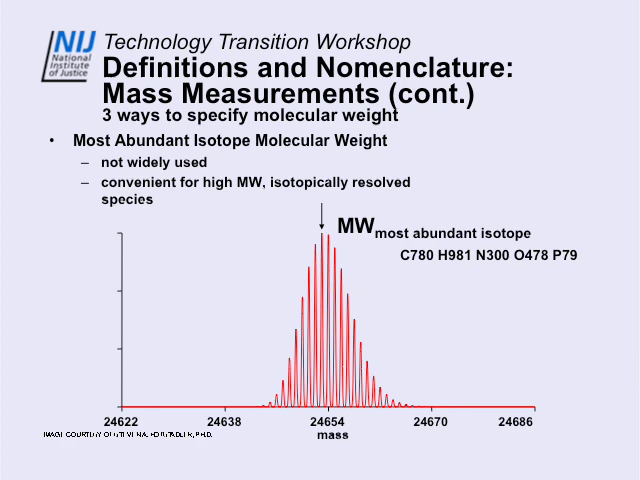 NIJ
National
Institute
of Justice
Technology Transition Workshop
Definitions and Nomenclature:
Mass Measurements (cont.)
3 ways to specify molecular weight
• Most Abundant Isotope Molecular Weight
– not widely used
– convenient for high MW, isotopically resolved
species
MWmost abundant isotope
C780 H981 N300 O478 P79
24622 24638 24654 24670 24686
mass